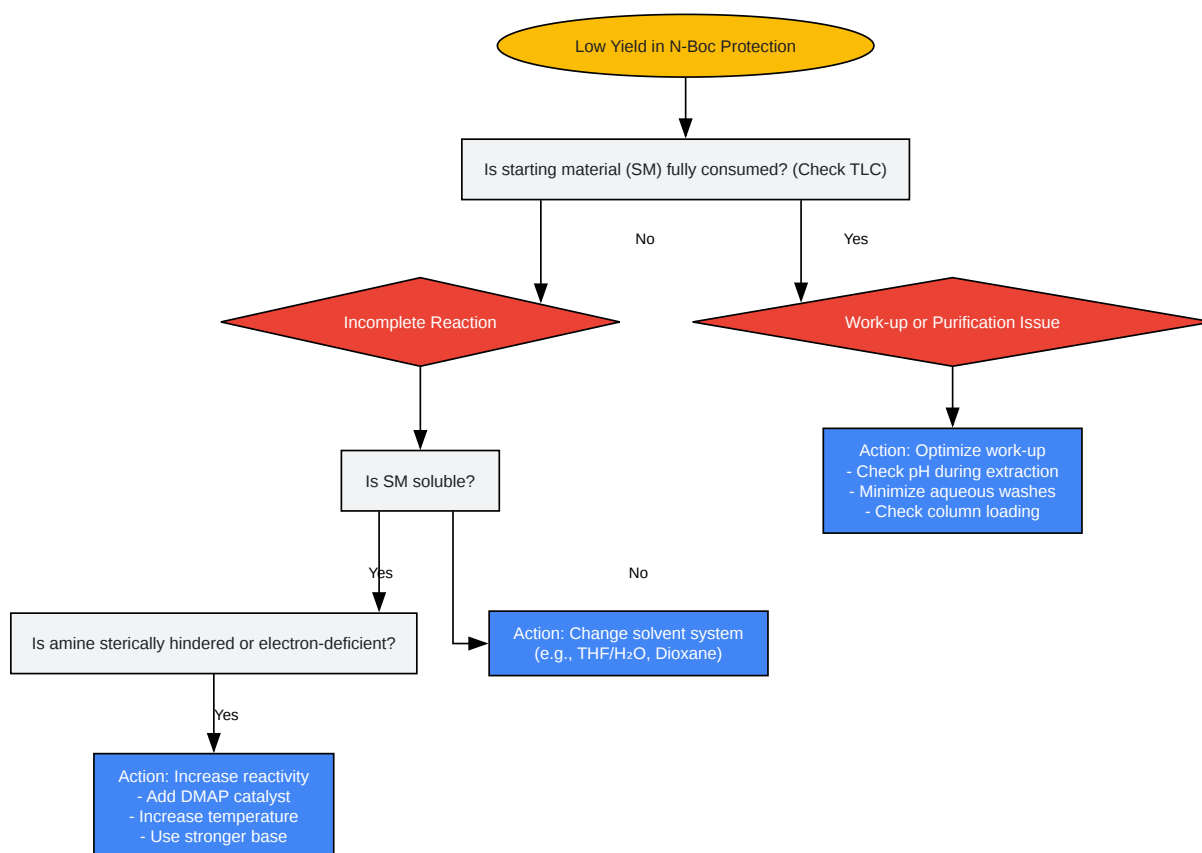 Low Yield in N-Boc Protection
Is starting material (SM) fully consumed? (Check TLC)
No
Yes
Incomplete Reaction
Work-up or Purification Issue
Action: Optimize work-up
- Check pH during extraction
- Minimize aqueous washes
- Check column loading
Is SM soluble?
Yes
No
Is amine sterically hindered or electron-deficient?
Action: Change solvent system
(e.g., THF/H₂O, Dioxane)
Yes
Action: Increase reactivity
- Add DMAP catalyst
- Increase temperature
- Use stronger base